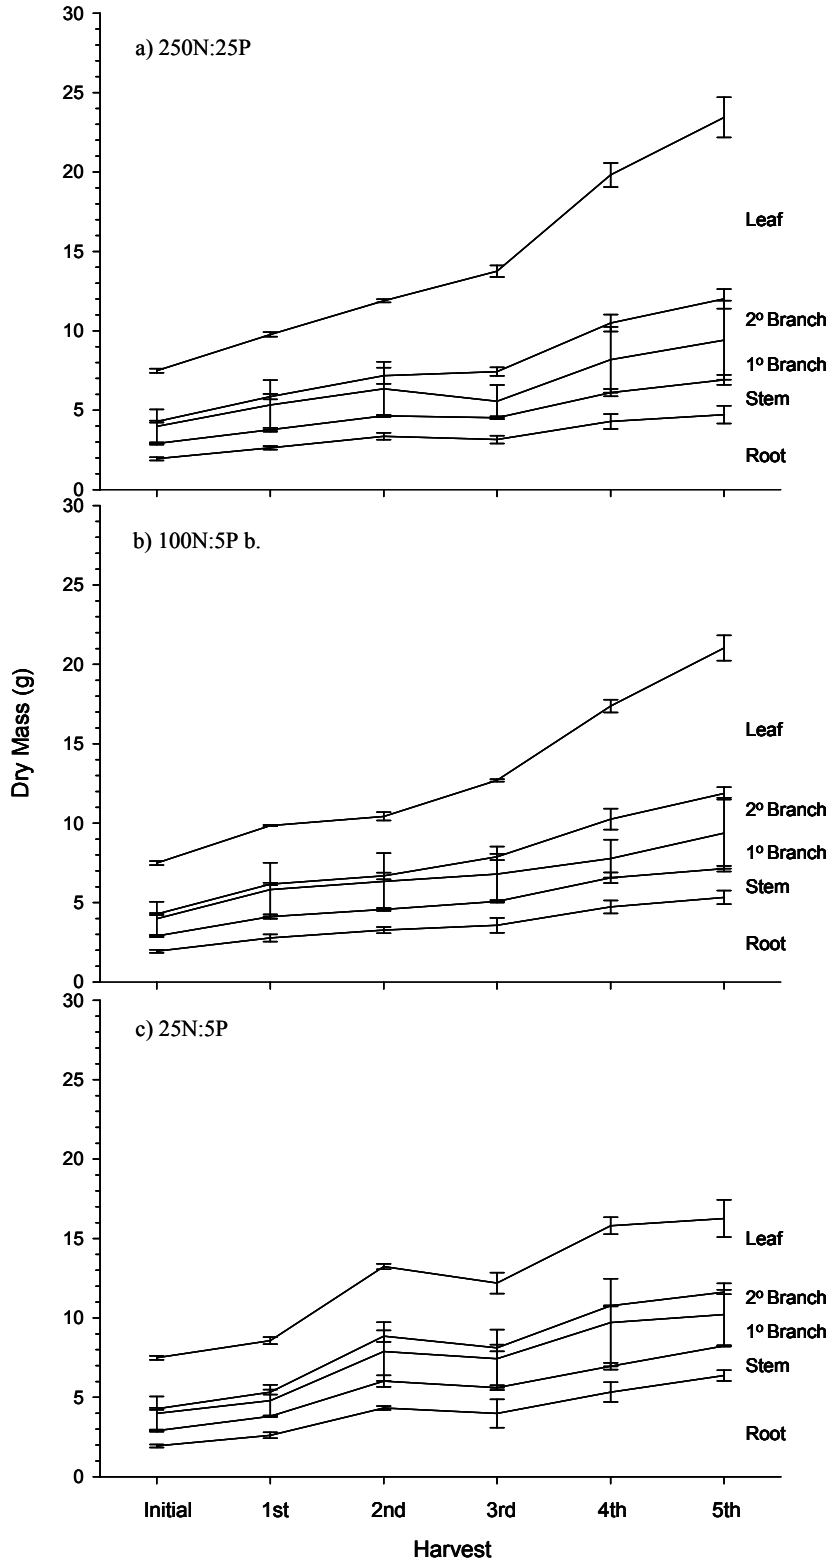 30
a) 250N:25P
25
20
15
10
5
0
Leaf
2º Branch
1º Branch
Stem
Root
30
b) 100N:5P b.
25
20
15
10
5
0
Leaf
2º Branch
1º Branch
Stem
Root
Dry Mass (g)
30
c) 25N:5P
25
20
15
10
5
0
Leaf
2º Branch
1º Branch
Stem
Root
Initial 1st 2nd 3rd 4th 5th
Harvest